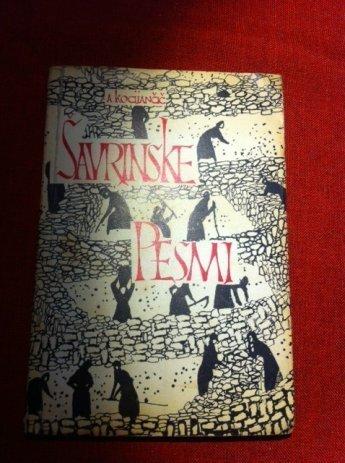 A. KOCJANČIČ
ŠAVRINSKE
PESMI